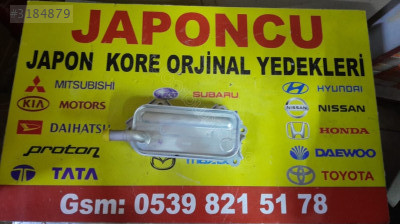 #3184879
JAPONCU
JAPON KORE ORJİNAL YEDEKLERİ
MITSUBISHI
SUBARU
HYUNDAI
KIA MOTORS
NISSAN
DAIHATSU
HONDA
proton
DAEWOO
TATA
TOYOTA
Gsm: 0539 821 51 78